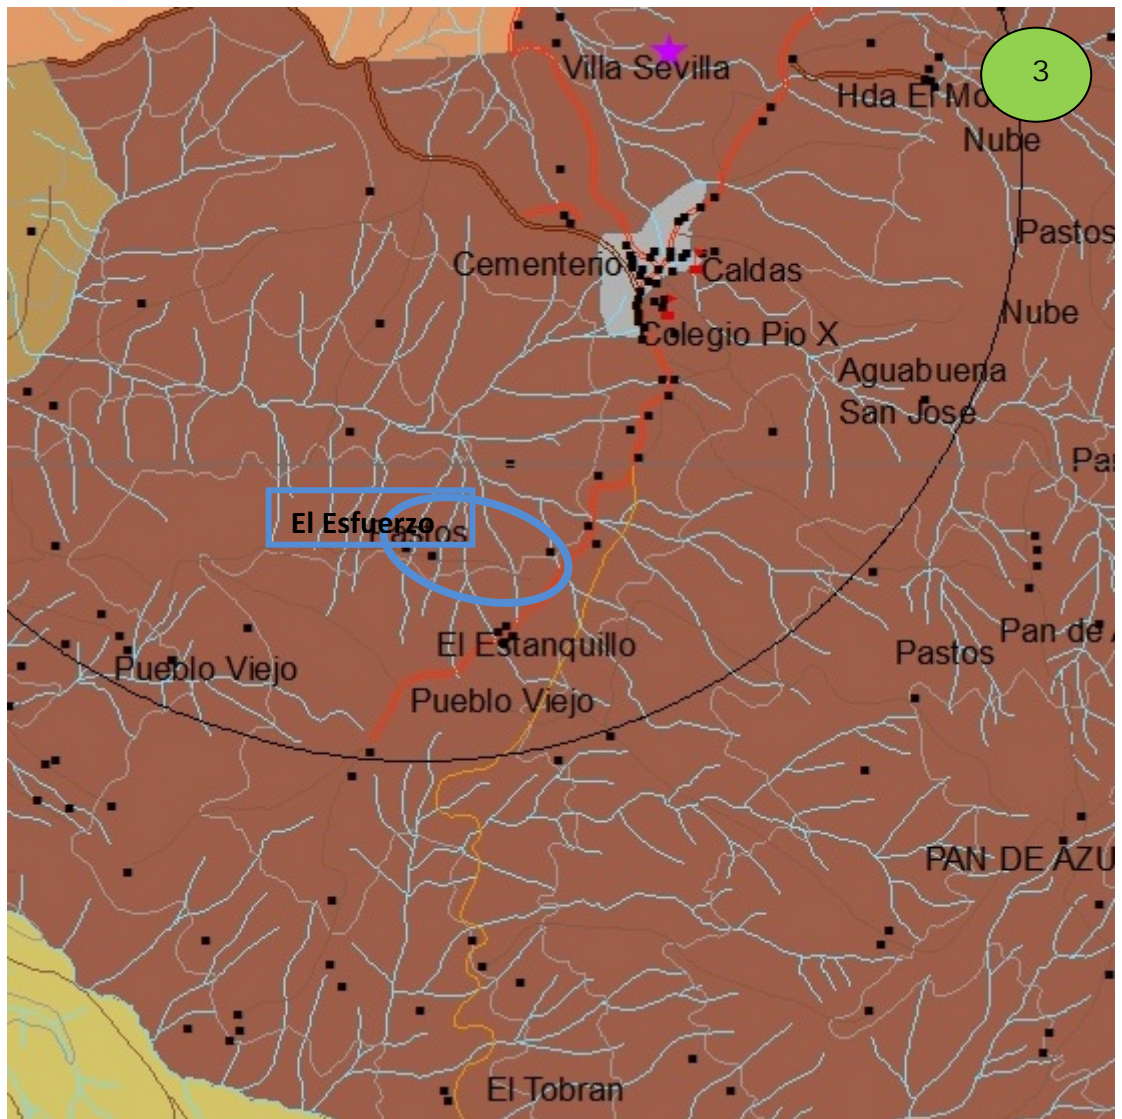 Villa Sevilla
3
Hda El Mo
Nube
Pastos
Cementerio
Caldas
Nube
Colegio Pio X
Aguabuena
San Jose
Pa
El Esfuerzo
Pastos
El Estanquillo
Pan de
Pastos
Pueblo Viejo
Pueblo Viejo
PAN DE AZU
El Tobran